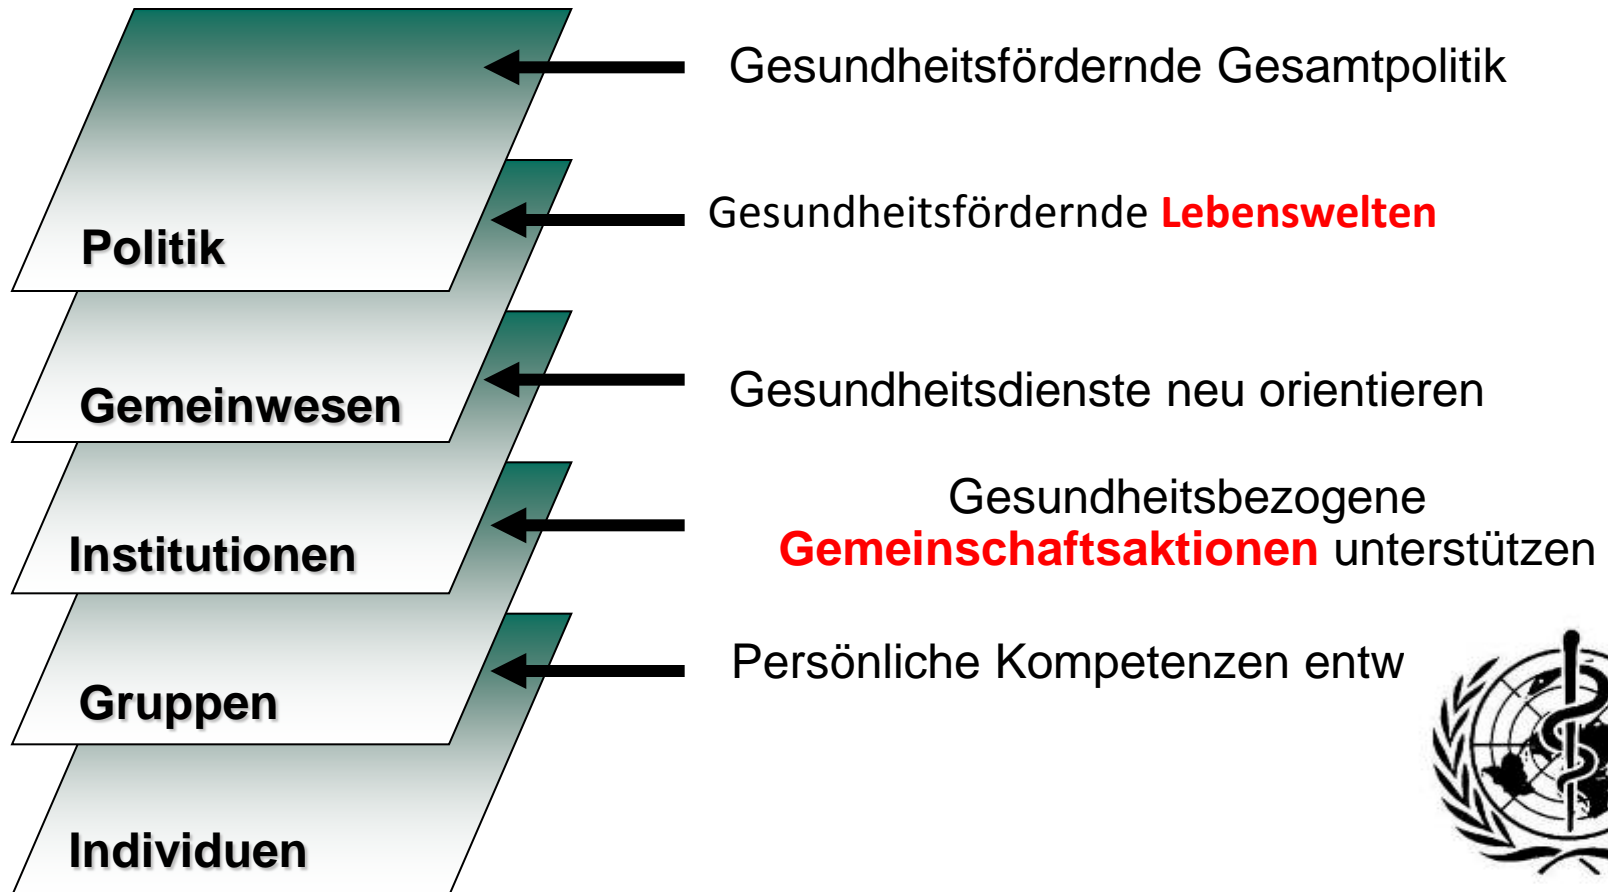 Gesundheitsfördernde Gesamtpolitik
Gesundheitsfördernde Lebenswelten
Politik
Gesundheitsdienste neu orientieren
Gemeinwesen
Gesundheitsbezogene
Gemeinschaftsaktionen unterstützen
Institutionen
Persönliche Kompetenzen entw
Gruppen
Individuen